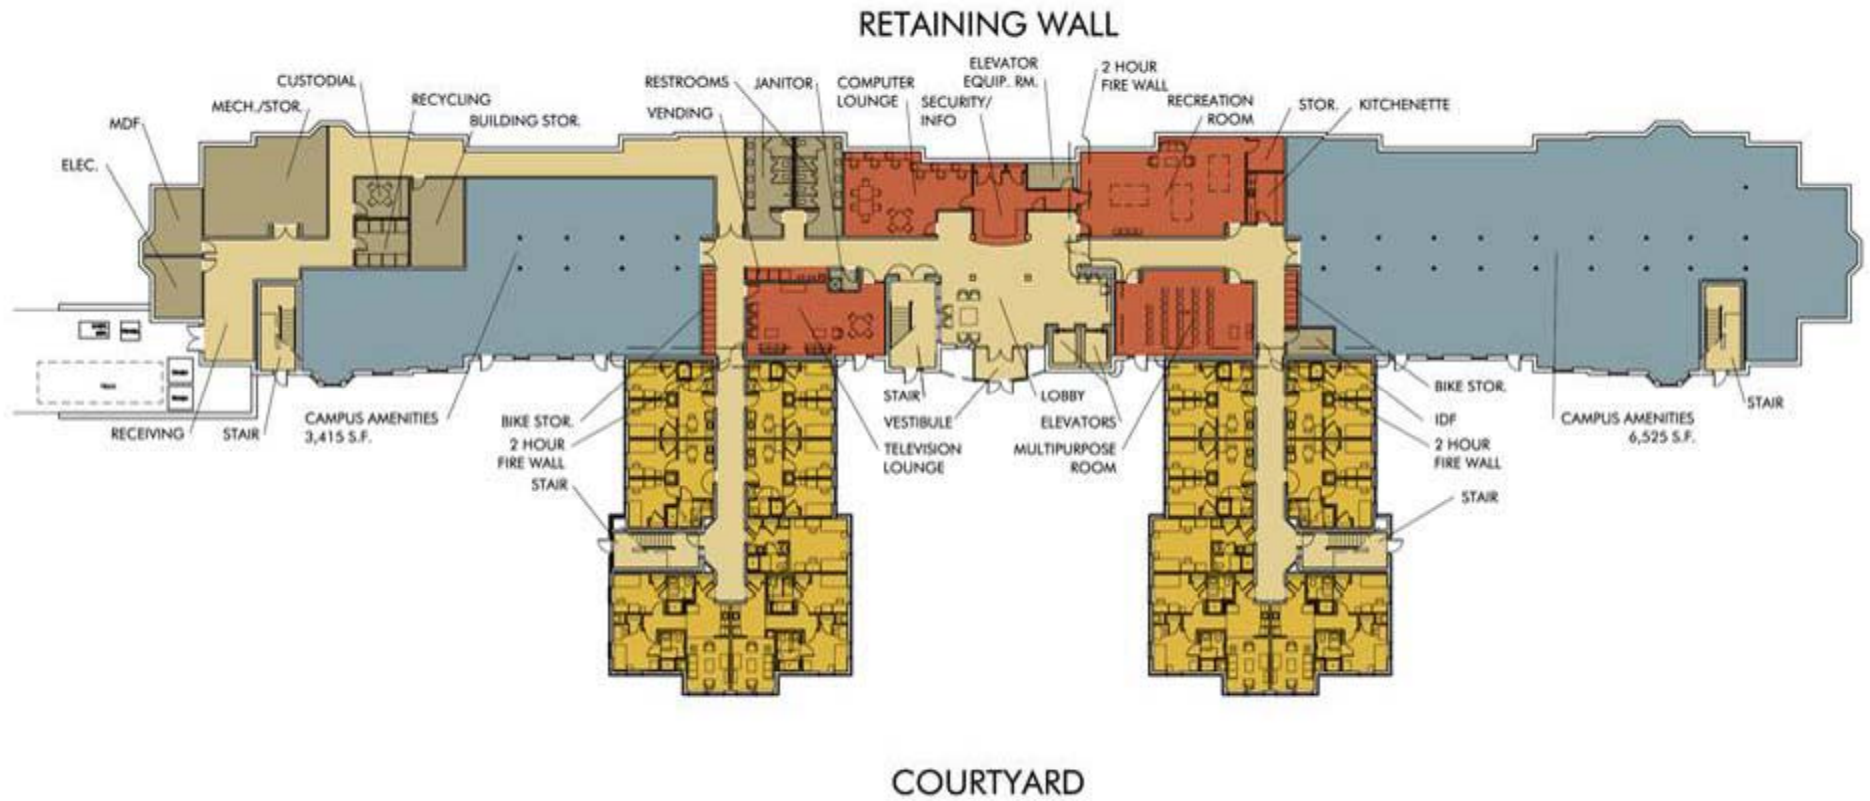 RETAINING WALL
ELEVATOR
EQUIP. RM.
2 HOUR
FIRE WALL
CUSTODIAL
RESTROOMS
JANITOR
COMPUTER
LOUNGE
MECH./STOR.
RECYCLING
SECURITY/
INFO
RECREATION
ROOM
STOR.
KITCHENETTE
MDF
BUILDING STOR.
VENDING
ELEC.
RECEIVING
STAIR
CAMPUS AMENITIES
3,415 S.F.
BIKE STOR.
2 HOUR
FIRE WALL
STAIR
STAIR
VESTIBULE
TELEVISION
LOUNGE
LOBBY
ELEVATORS
MULTIPURPOSE
ROOM
BIKE STOR.
IDF
2 HOUR
FIRE WALL
STAIR
CAMPUS AMENITIES
6,525 S.F.
STAIR
COURTYARD